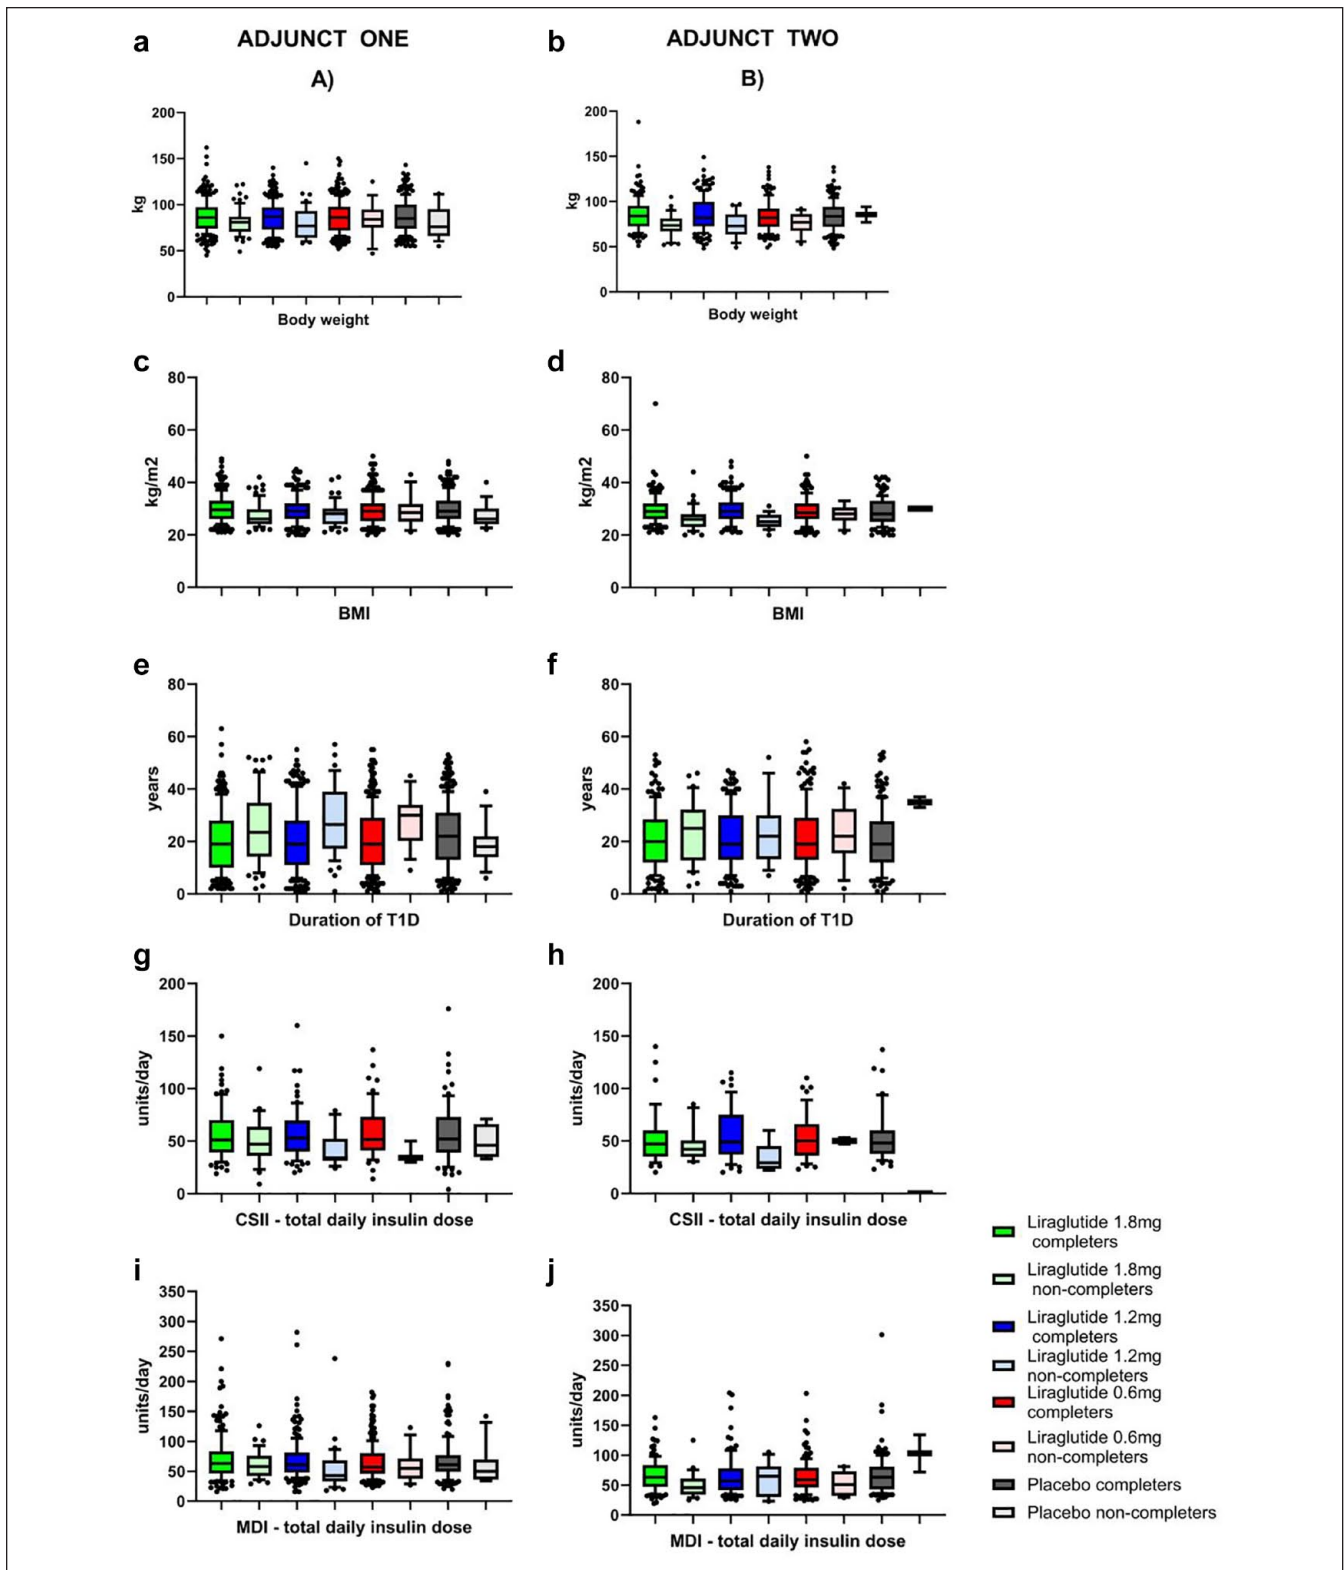 a ADJUNCT ONE
A)
200
150
100
50
0
kg
Body weight
b ADJUNCT TWO
B)
200
150
100
50
0
kg
Body weight
c
80
60
40
20
0
kg/m2
BMI
d
80
60
40
20
0
kg/m2
BMI
e
80
60
40
20
0
years
Duration of T1D
f
80
60
40
20
0
years
Duration of T1D
g
200
150
100
50
0
units/day
CSII - total daily insulin dose
h
200
150
100
50
0
units/day
CSII - total daily insulin dose
i
350
300
250
200
150
100
50
0
units/day
MDI - total daily insulin dose
j
350
300
250
200
150
100
50
0
units/day
MDI - total daily insulin dose
Liraglutide 1.8mg
completers
Liraglutide 1.8mg
non-completers
Liraglutide 1.2mg
completers
Liraglutide 1.2mg
non-completers
Liraglutide 0.6mg
completers
Liraglutide 0.6mg
non-completers
Placebo completers
Placebo non-completers